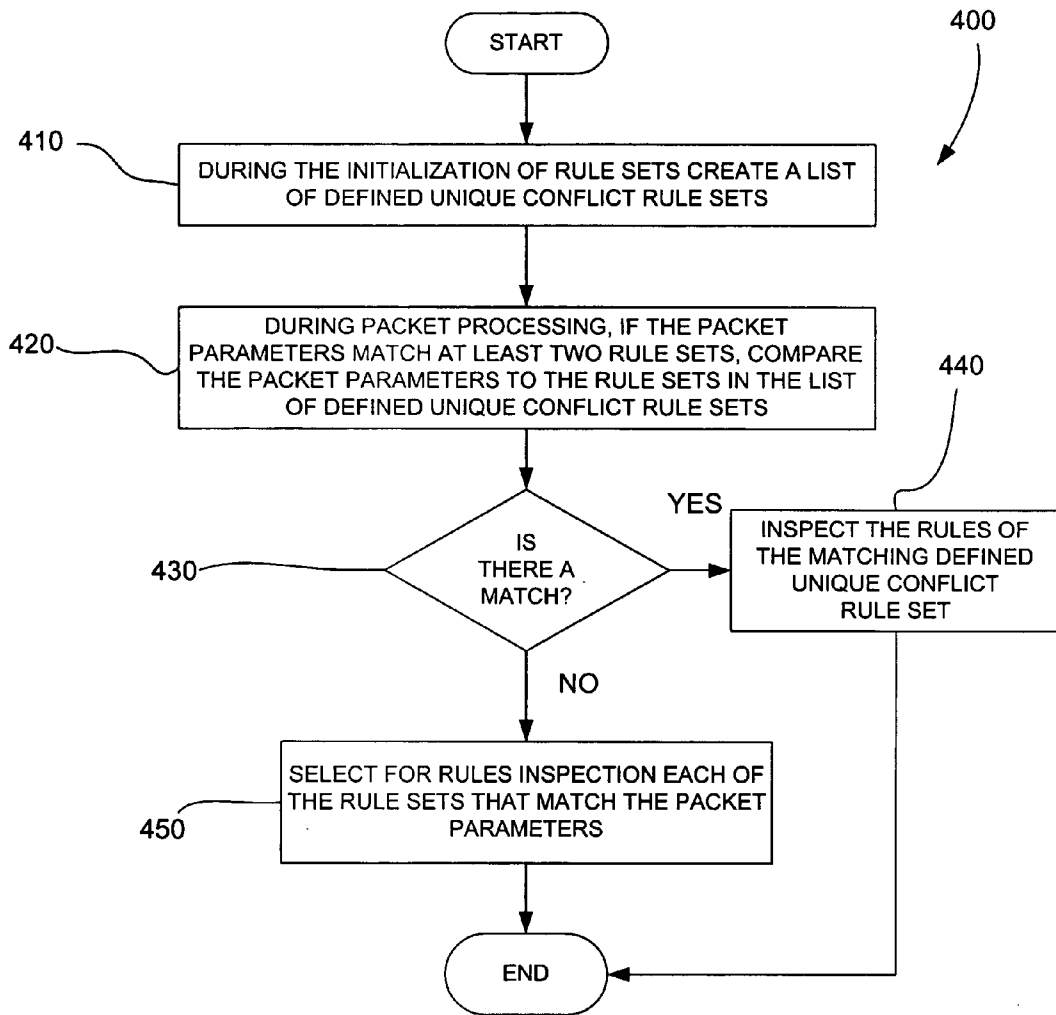 START
400
410
DURING THE INITIALIZATION OF RULE SETS CREATE A LIST
OF DEFINED UNIQUE CONFLICT RULE SETS
420
DURING PACKET PROCESSING, IF THE PACKET
PARAMETERS MATCH AT LEAST TWO RULE SETS, COMPARE
THE PACKET PARAMETERS TO THE RULE SETS IN THE LIST
OF DEFINED UNIQUE CONFLICT RULE SETS
440
YES
430
IS
THERE A
MATCH?
INSPECT THE RULES OF
THE MATCHING DEFINED
UNIQUE CONFLICT
RULE SET
NO
450
SELECT FOR RULES INSPECTION EACH OF
THE RULE SETS THAT MATCH THE PACKET
PARAMETERS
END